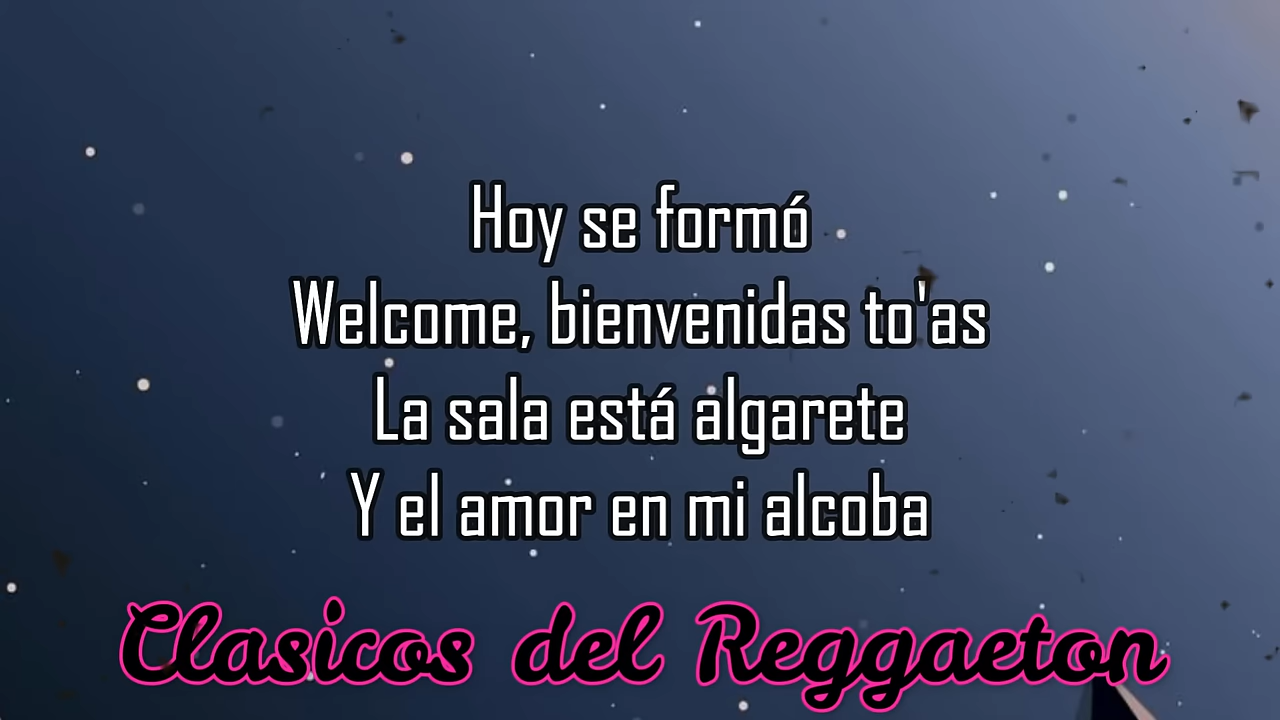 Hoy se formó
Welcome, bienvenidas to'as
La sala está algarete
Y el amor en mi alcoba
Clasicos del Reggaeton